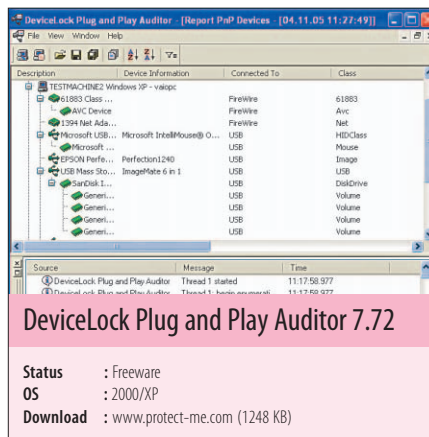 DeviceLock Plug and Play Auditor - [Report PnP Devices - [04.11.05 11:27:49]]
File View Window Help
Description Device Information Connected To Class
TESTMACHINE2 Windows XP - vaiopc
61883 Class ... FireWire 61883
AVC Device FireWire Avc
1394 Net Ada... FireWire Net
Microsoft USB... Microsoft IntelliMouse® O... USB HIDClass
Microsoft ... USB Mouse
EPSON Perfe... Perfection1240 USB Image
USB Mass Sto... ImageMate 6 in 1 USB USB
SanDisk I... USB DiskDrive
Generi... USB Volume
Generi... USB Volume
Generi... USB Volume
Generi... USB Volume
Source Message Time
DeviceLock Plug and Play Auditor Thread 1 started 11:17:58.977
DeviceLock Plug and Play Auditor Thread 1: begin enumerati... 11:17:58.977
DeviceLock Plug and Play Auditor 7.72
Status : Freeware
OS : 2000/XP
Download : www.protect-me.com (1248 KB)